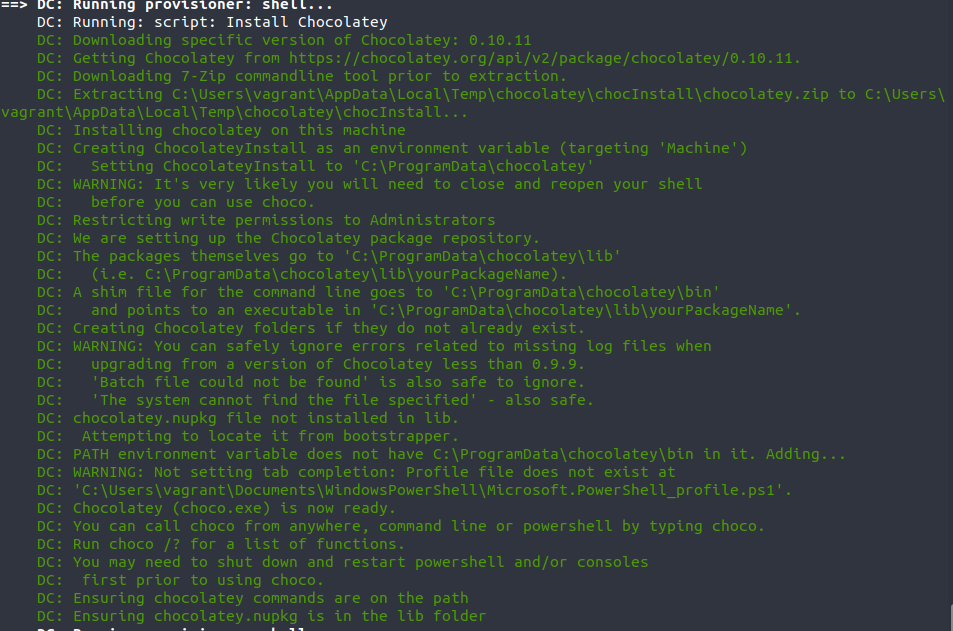 ==> DC: Running provisioner: shell...
DC: Running: script: Install Chocolatey
DC: Downloading specific version of Chocolatey: 0.10.11
DC: Getting Chocolatey from https://chocolatey.org/api/v2/package/chocolatey/0.10.11.
DC: Downloading 7-Zip commandline tool prior to extraction.
DC: Extracting C:\Users\vagrant\AppData\Local\Temp\chocolatey\chocInstall\chocolatey.zip to C:\Users\
vagrant\AppData\Local\Temp\chocolatey\chocInstall...
DC: Installing chocolatey on this machine
DC: Creating ChocolateyInstall as an environment variable (targeting 'Machine')
DC:   Setting ChocolateyInstall to 'C:\ProgramData\chocolatey'
DC: WARNING: It's very likely you will need to close and reopen your shell
DC:   before you can use choco.
DC: Restricting write permissions to Administrators
DC: We are setting up the Chocolatey package repository.
DC: The packages themselves go to 'C:\ProgramData\chocolatey\lib'
DC:   (i.e. C:\ProgramData\chocolatey\lib\yourPackageName).
DC: A shim file for the command line goes to 'C:\ProgramData\chocolatey\bin'
DC:   and points to an executable in 'C:\ProgramData\chocolatey\lib\yourPackageName'.
DC: Creating Chocolatey folders if they do not already exist.
DC: WARNING: You can safely ignore errors related to missing log files when
DC:   upgrading from a version of Chocolatey less than 0.9.9.
DC:   'Batch file could not be found' is also safe to ignore.
DC:   'The system cannot find the file specified' - also safe.
DC: chocolatey.nupkg file not installed in lib.
DC:  Attempting to locate it from bootstrapper.
DC: PATH environment variable does not have C:\ProgramData\chocolatey\bin in it. Adding...
DC: WARNING: Not setting tab completion: Profile file does not exist at
DC: 'C:\Users\vagrant\Documents\WindowsPowerShell\Microsoft.PowerShell_profile.ps1'.
DC: Chocolatey (choco.exe) is now ready.
DC: You can call choco from anywhere, command line or powershell by typing choco.
DC: Run choco /? for a list of functions.
DC: You may need to shut down and restart powershell and/or consoles
DC:  first prior to using choco.
DC: Ensuring chocolatey commands are on the path
DC: Ensuring chocolatey.nupkg is in the lib folder